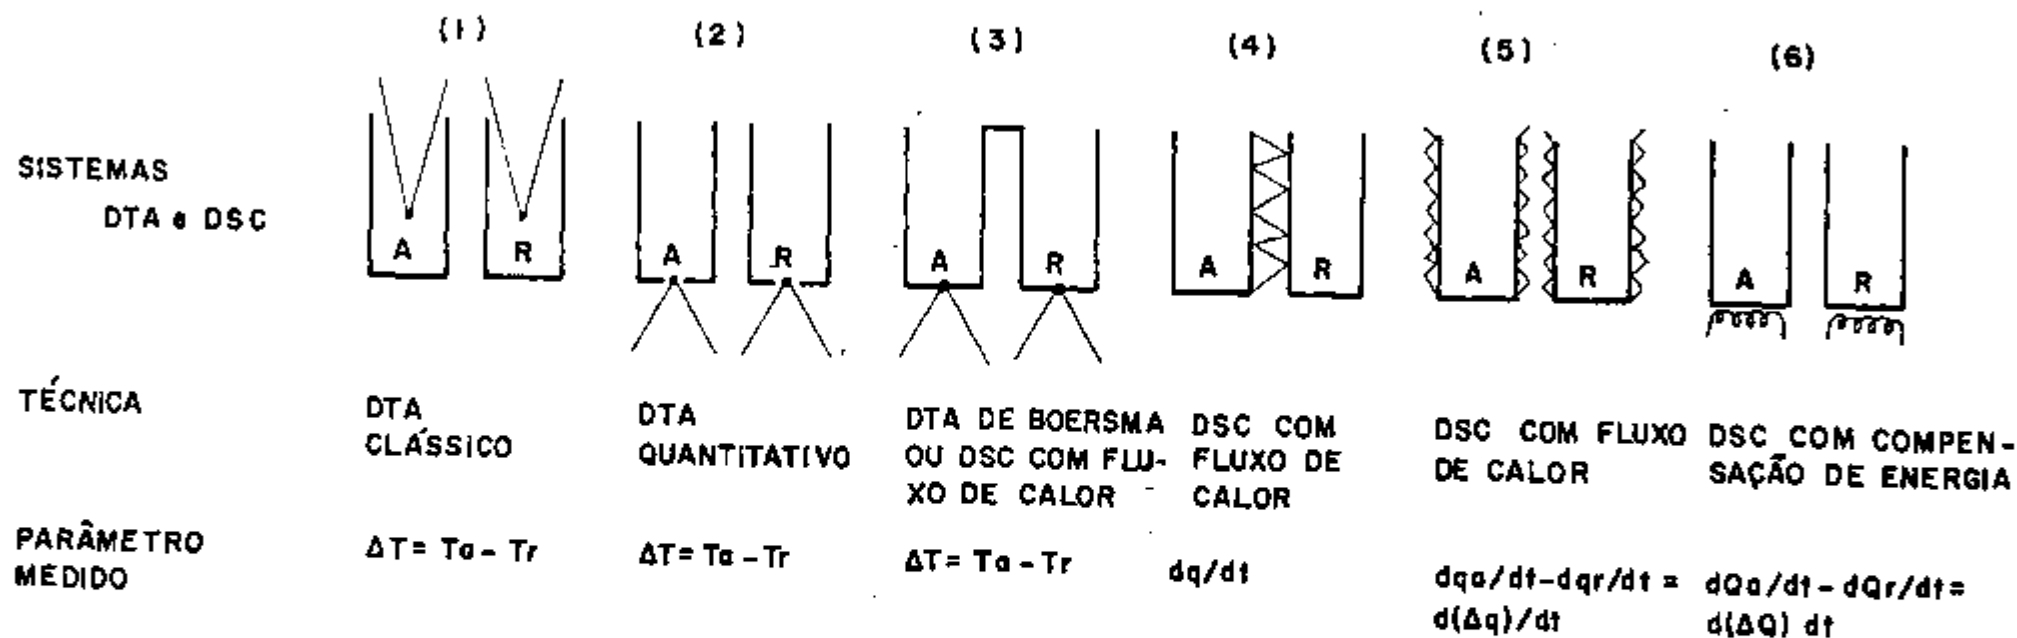 (1) (2) (3) (4) (5) (6)
SISTEMAS
DTA e DSC
A R A R A R A R A R A R
TÉCNICA
DTA
CLÁSSICO
DTA
QUANTITATIVO
DTA DE BOERSMA
OU DSC COM FLU-
XO DE CALOR
DSC COM
FLUXO DE
CALOR
DSC COM FLUXO
DE CALOR
DSC COM COMPEN-
SAÇÃO DE ENERGIA
PARÂMETRO
MEDIDO
ΔT= Ta - Tr
ΔT= Ta - Tr
ΔT= Ta - Tr
dq/dt
dqa/dt-dqr/dt =
d(Δq)/dt
dQa/dt - dQr/dt =
d(ΔQ) dt